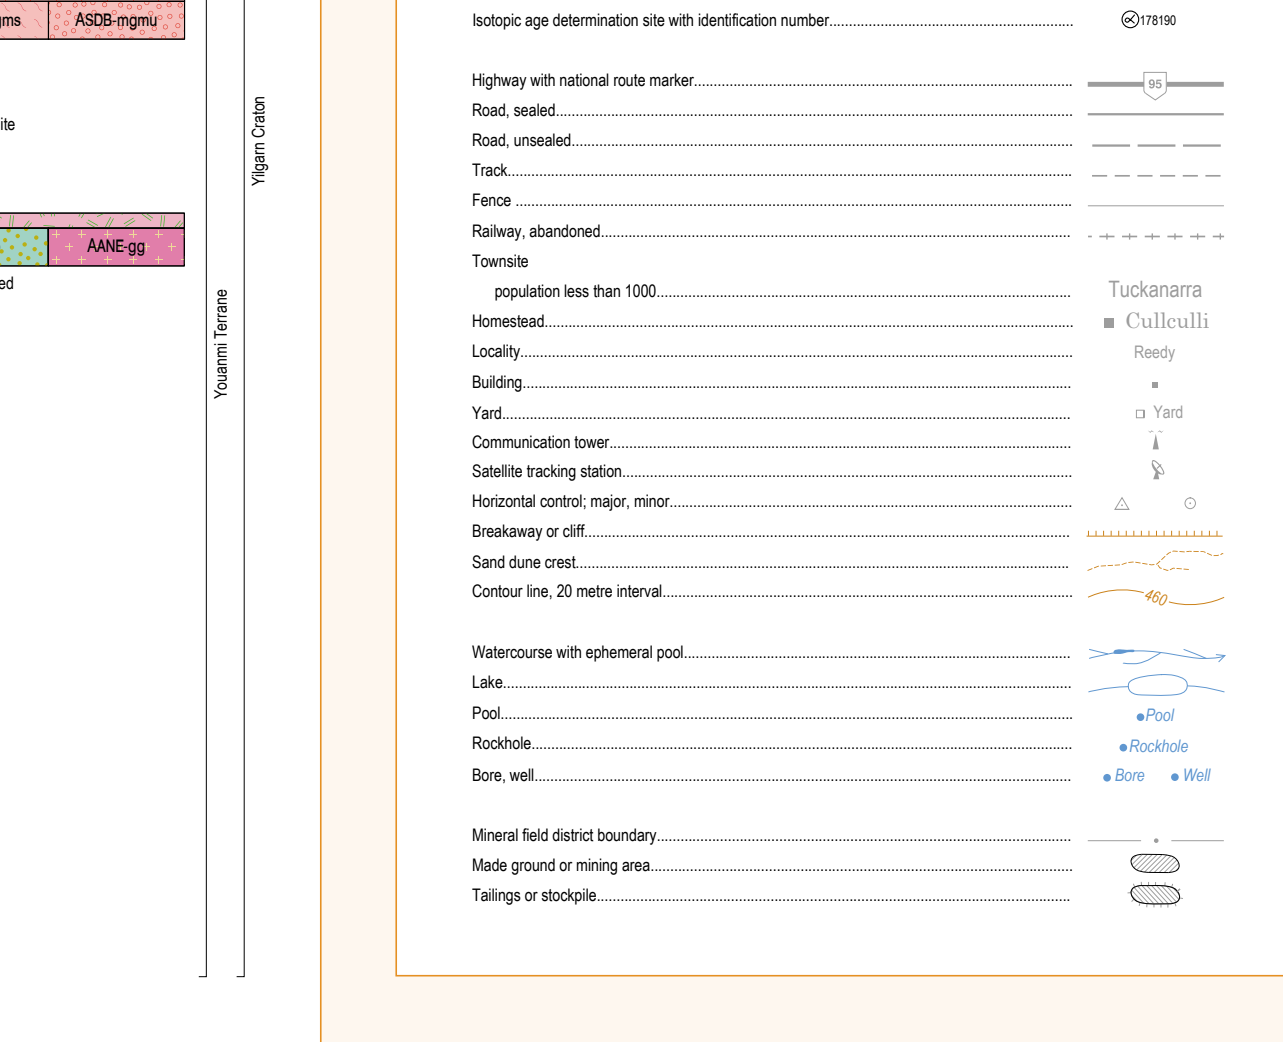 ms
ASDB-mgmu
ite
AANE-gg
ed
Youanmi Terrane
Yilgarn Craton
Isotopic age determination site with identification number 178190
Highway with national route marker 95
Road, sealed
Road, unsealed
Track
Fence
Railway, abandoned
Townsite
population less than 1000 Tuckanarra
Homestead Cullculli
Locality Reedy
Building
Yard Yard
Communication tower
Satellite tracking station
Horizontal control; major, minor
Breakaway or cliff
Sand dune crest
Contour line, 20 metre interval 460
Watercourse with ephemeral pool
Lake
Pool Pool
Rockhole Rockhole
Bore, well Bore Well
Mineral field district boundary
Made ground or mining area
Tailings or stockpile